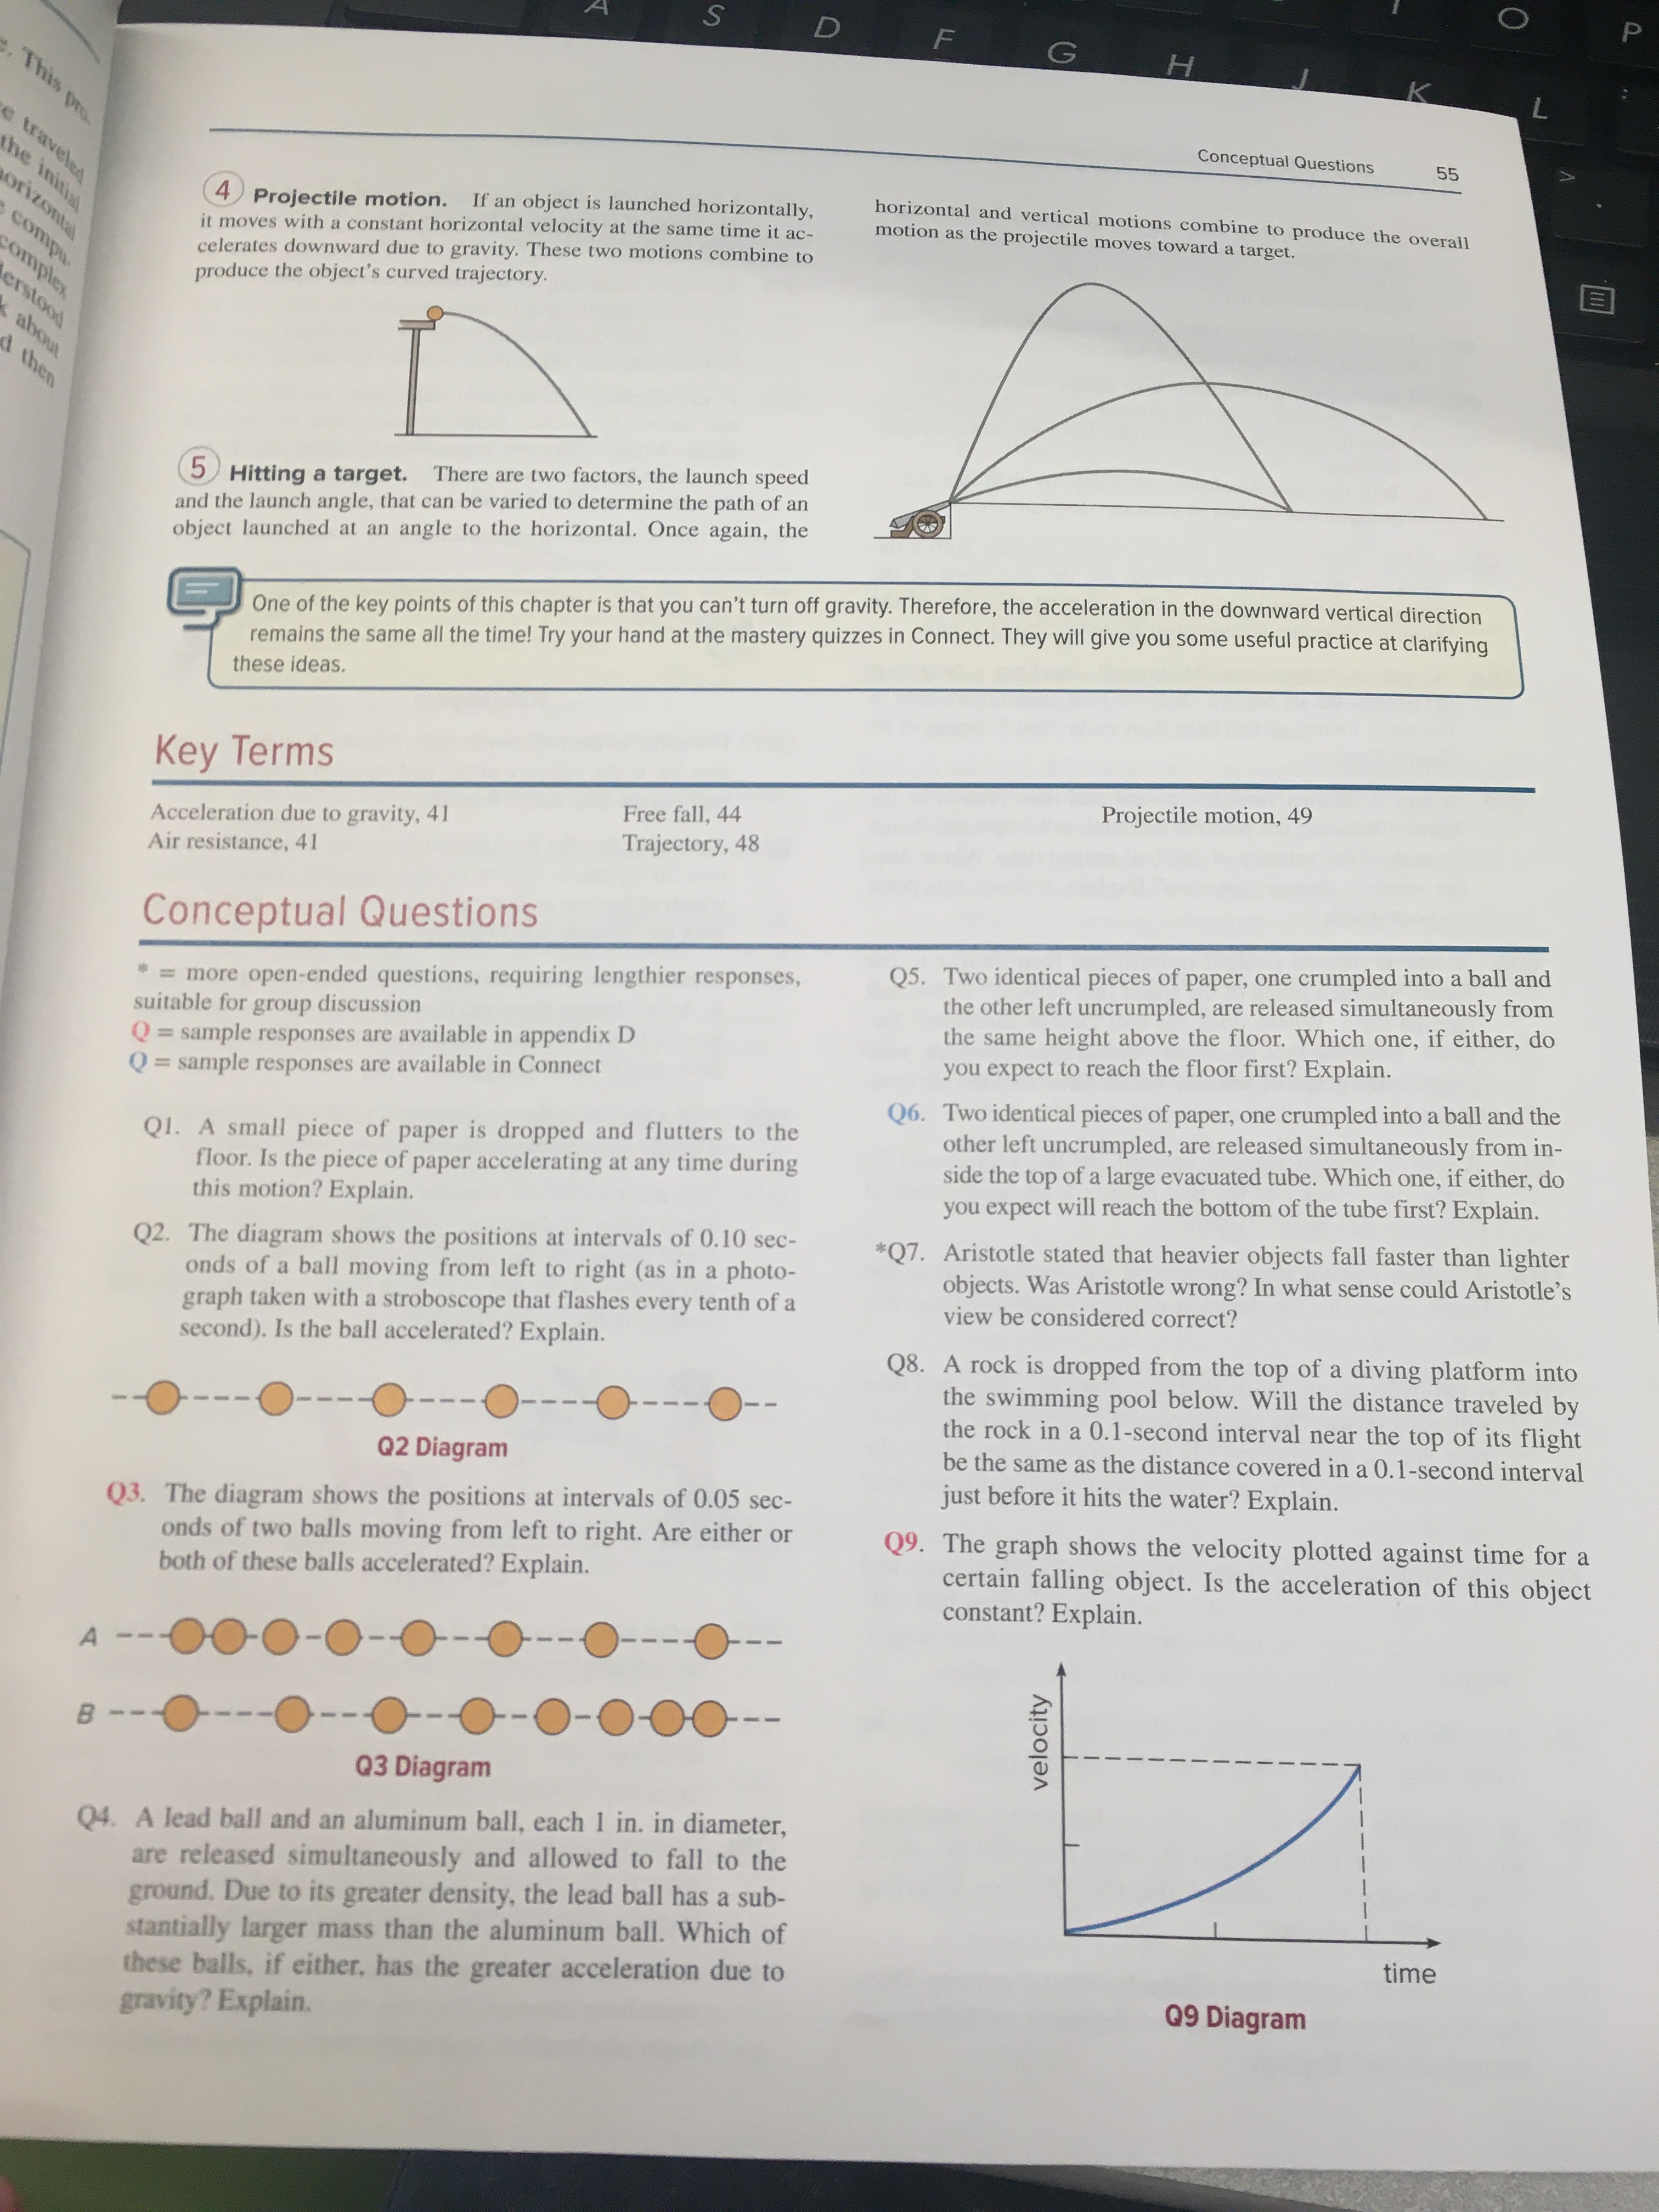 A S D F G H J K L O P
:
>
.
e. This pro-
e traveled
the initial
horizontal
compu-
complex
derstood
k about
d then
Conceptual Questions 55
4 Projectile motion. If an object is launched horizontally,
it moves with a constant horizontal velocity at the same time it ac-
celerates downward due to gravity. These two motions combine to
produce the object's curved trajectory.
5 Hitting a target. There are two factors, the launch speed
and the launch angle, that can be varied to determine the path of an
object launched at an angle to the horizontal. Once again, the
horizontal and vertical motions combine to produce the overall
motion as the projectile moves toward a target.
One of the key points of this chapter is that you can't turn off gravity. Therefore, the acceleration in the downward vertical direction
remains the same all the time! Try your hand at the mastery quizzes in Connect. They will give you some useful practice at clarifying
these ideas.
Key Terms
Acceleration due to gravity, 41
Air resistance, 41
Free fall, 44
Trajectory, 48
Projectile motion, 49
Conceptual Questions
* = more open-ended questions, requiring lengthier responses,
suitable for group discussion
Q = sample responses are available in appendix D
Q = sample responses are available in Connect
Q1. A small piece of paper is dropped and flutters to the
floor. Is the piece of paper accelerating at any time during
this motion? Explain.
Q2. The diagram shows the positions at intervals of 0.10 sec-
onds of a ball moving from left to right (as in a photo-
graph taken with a stroboscope that flashes every tenth of a
second). Is the ball accelerated? Explain.
Q2 Diagram
Q3. The diagram shows the positions at intervals of 0.05 sec-
onds of two balls moving from left to right. Are either or
both of these balls accelerated? Explain.
A
B
Q3 Diagram
Q4. A lead ball and an aluminum ball, each 1 in. in diameter,
are released simultaneously and allowed to fall to the
ground. Due to its greater density, the lead ball has a sub-
stantially larger mass than the aluminum ball. Which of
these balls, if either, has the greater acceleration due to
gravity? Explain.
Q5. Two identical pieces of paper, one crumpled into a ball and
the other left uncrumpled, are released simultaneously from
the same height above the floor. Which one, if either, do
you expect to reach the floor first? Explain.
Q6. Two identical pieces of paper, one crumpled into a ball and the
other left uncrumpled, are released simultaneously from in-
side the top of a large evacuated tube. Which one, if either, do
you expect will reach the bottom of the tube first? Explain.
*Q7. Aristotle stated that heavier objects fall faster than lighter
objects. Was Aristotle wrong? In what sense could Aristotle's
view be considered correct?
Q8. A rock is dropped from the top of a diving platform into
the swimming pool below. Will the distance traveled by
the rock in a 0.1-second interval near the top of its flight
be the same as the distance covered in a 0.1-second interval
just before it hits the water? Explain.
Q9. The graph shows the velocity plotted against time for a
certain falling object. Is the acceleration of this object
constant? Explain.
velocity
time
Q9 Diagram